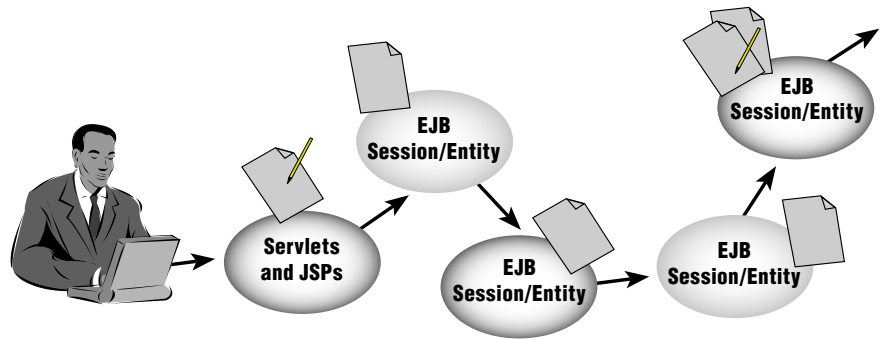 Servlets
and JSPs
EJB
Session/Entity
EJB
Session/Entity
EJB
Session/Entity
EJB
Session/Entity